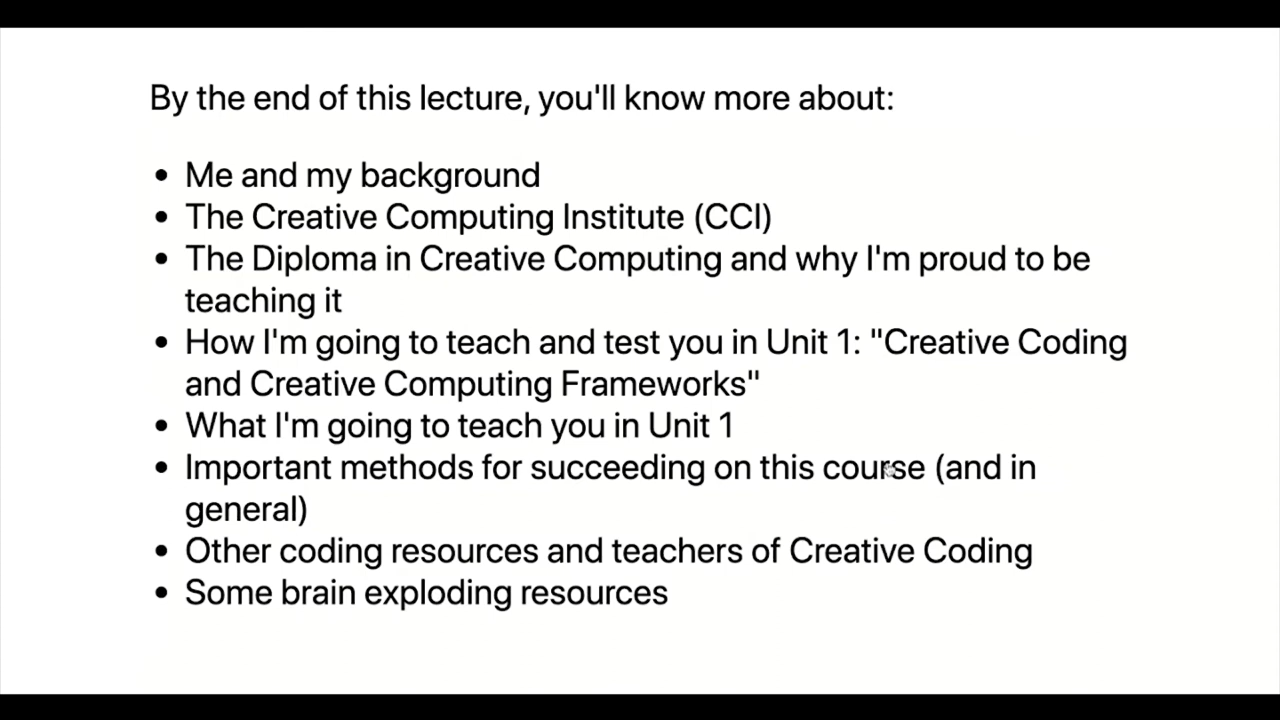 By the end of this lecture, you'll know more about:
• Me and my background
• The Creative Computing Institute (CCI)
• The Diploma in Creative Computing and why I'm proud to be
teaching it
• How I'm going to teach and test you in Unit 1: "Creative Coding
and Creative Computing Frameworks"
• What I'm going to teach you in Unit 1
• Important methods for succeeding on this course (and in
general)
• Other coding resources and teachers of Creative Coding
• Some brain exploding resources